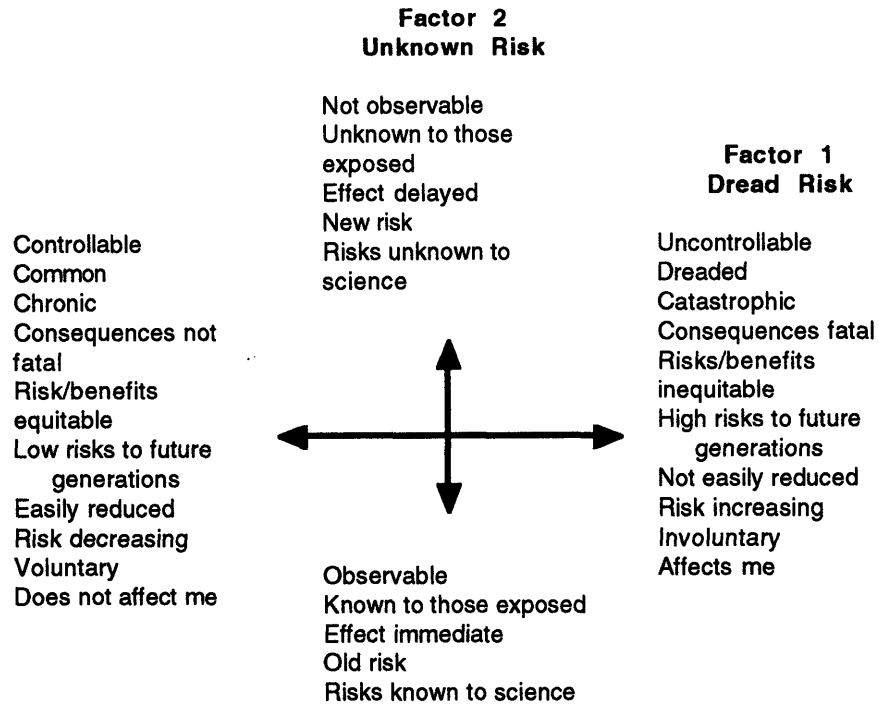 Factor 2
Unknown Risk
Not observable
Unknown to those
exposed
Effect delayed
New risk
Risks unknown to
science
Factor 1
Dread Risk
Controllable
Common
Chronic
Consequences not
fatal
Risk/benefits
equitable
Low risks to future
generations
Easily reduced
Risk decreasing
Voluntary
Does not affect me
Uncontrollable
Dreaded
Catastrophic
Consequences fatal
Risks/benefits
inequitable
High risks to future
generations
Not easily reduced
Risk increasing
Involuntary
Affects me
Observable
Known to those exposed
Effect immediate
Old risk
Risks known to science